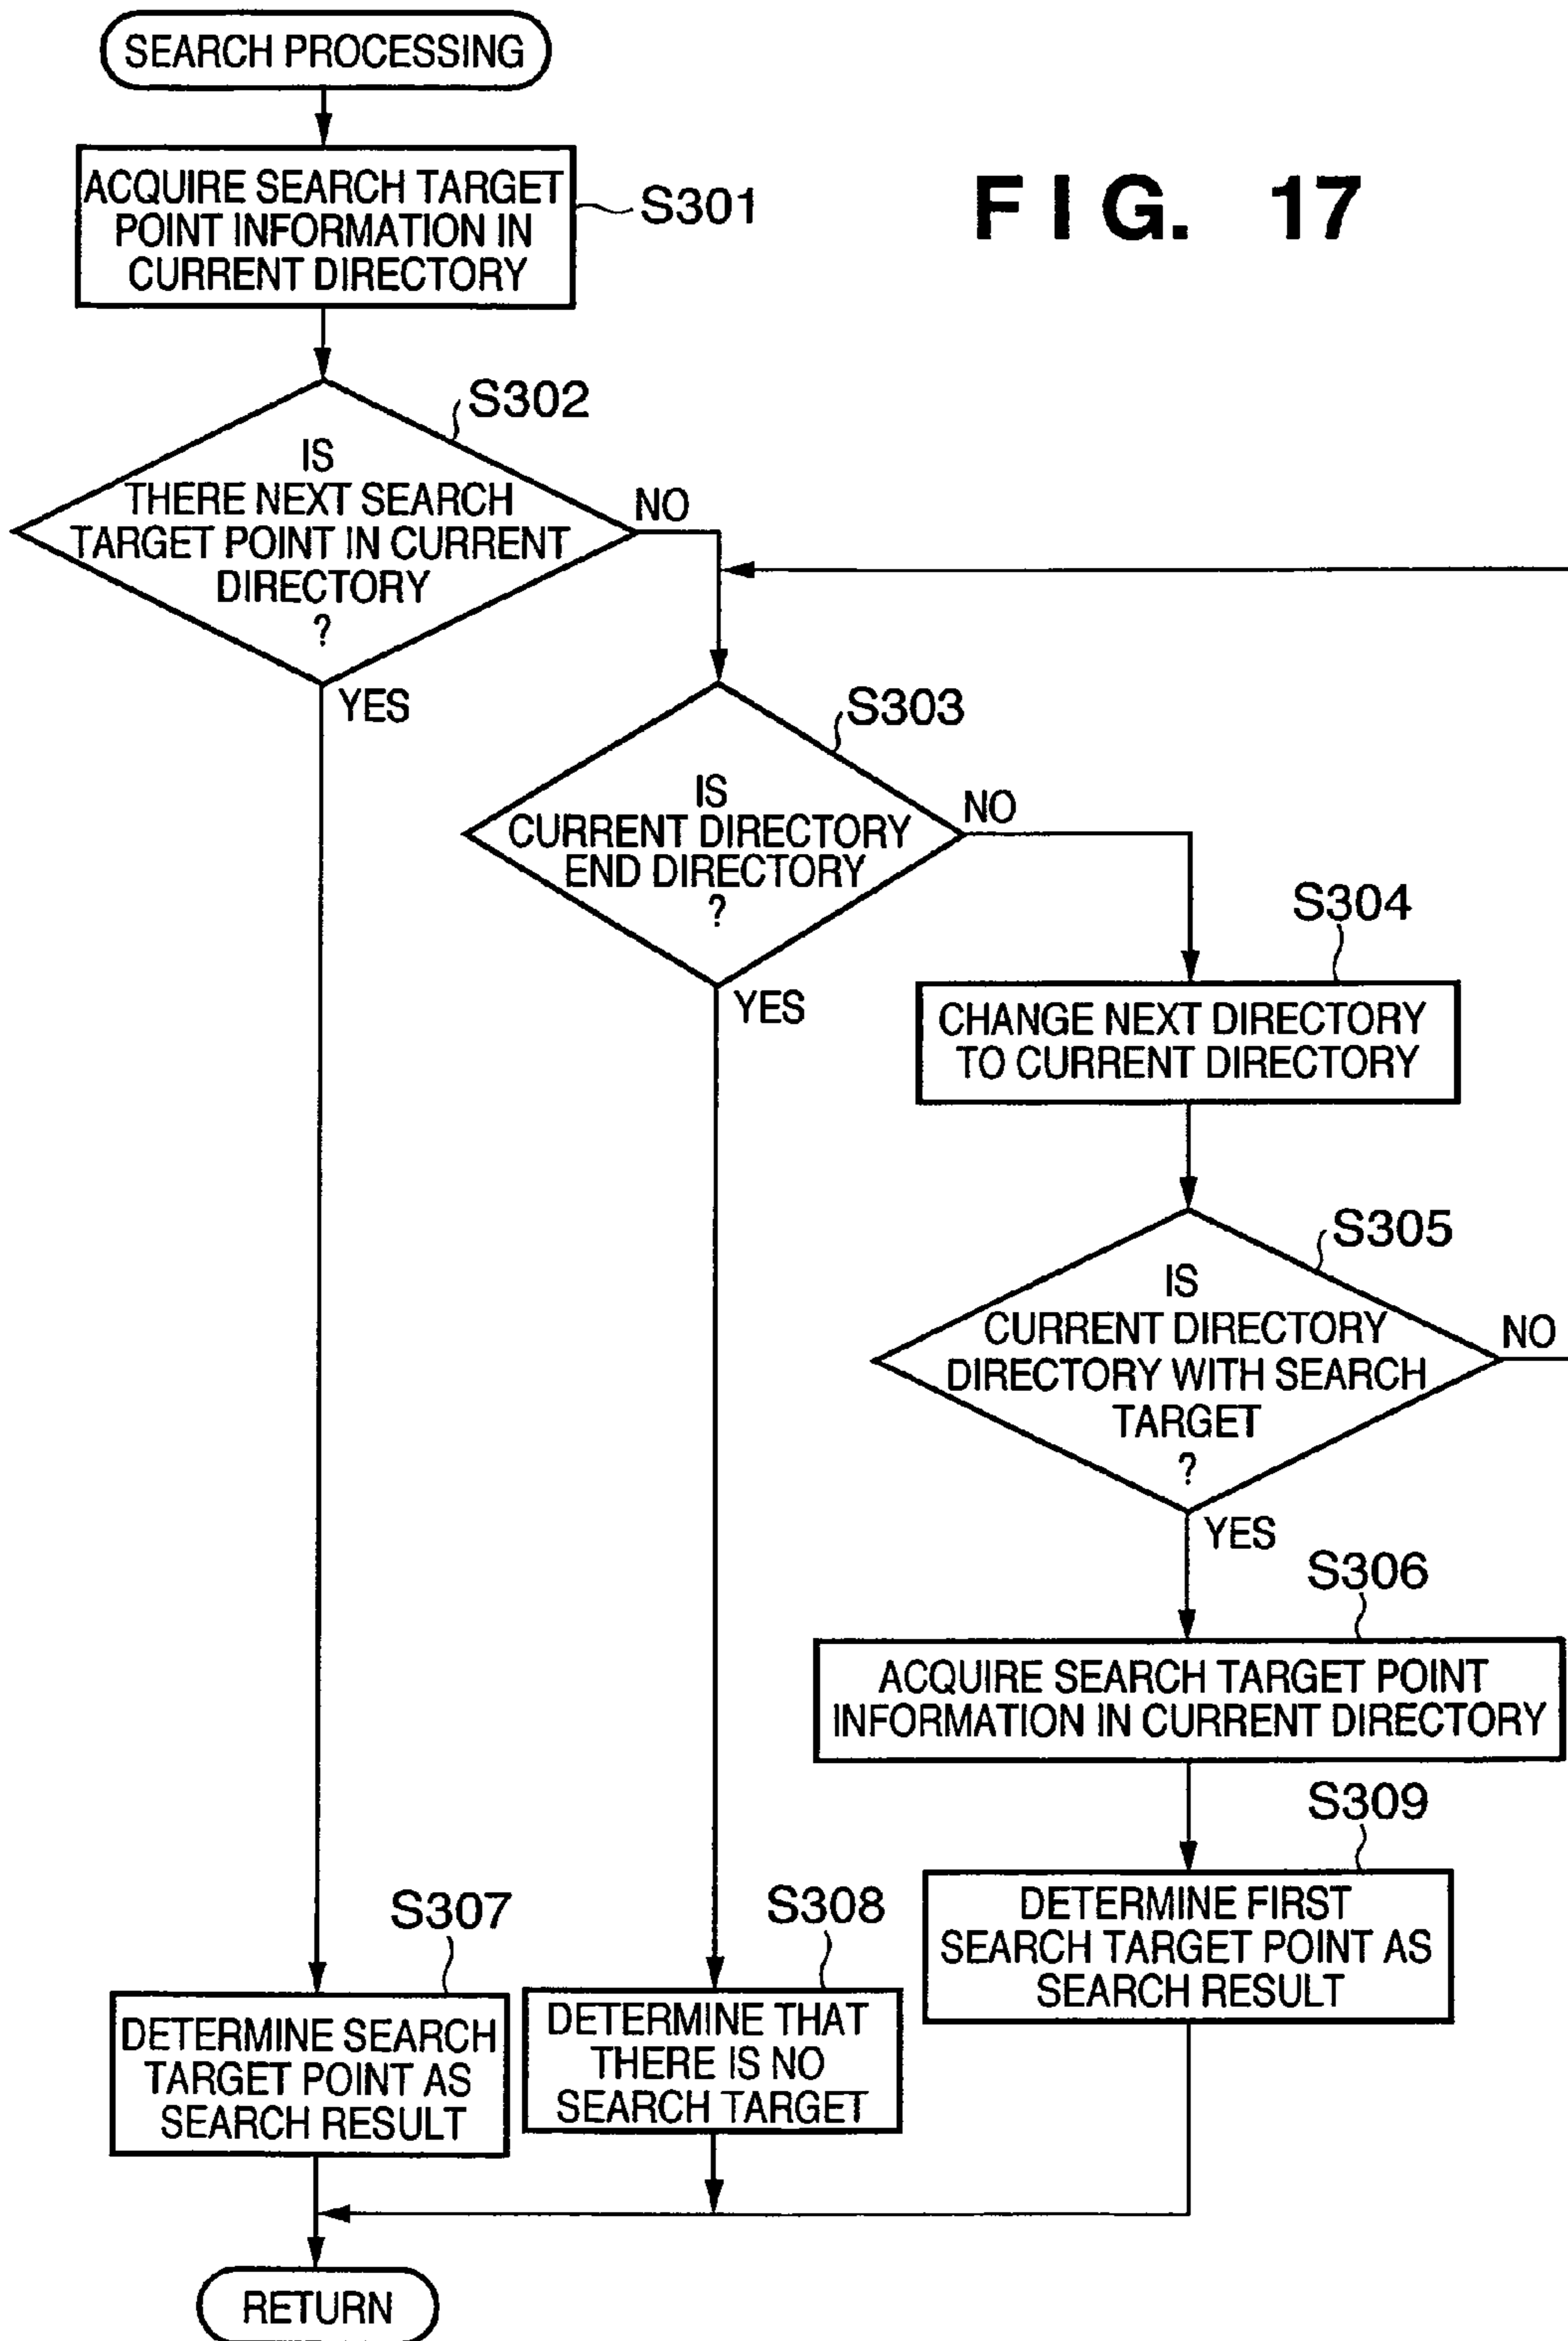 SEARCH PROCESSING
ACQUIRE SEARCH TARGET
POINT INFORMATION IN
CURRENT DIRECTORY
S301
FIG. 17
S302
IS
THERE NEXT SEARCH
TARGET POINT IN CURRENT
DIRECTORY
?
NO
YES
S303
IS
CURRENT DIRECTORY
END DIRECTORY
?
NO
YES
S304
CHANGE NEXT DIRECTORY
TO CURRENT DIRECTORY
S305
IS
CURRENT DIRECTORY
DIRECTORY WITH SEARCH
TARGET
?
NO
YES
S306
ACQUIRE SEARCH TARGET POINT
INFORMATION IN CURRENT DIRECTORY
S309
DETERMINE FIRST
SEARCH TARGET POINT AS
SEARCH RESULT
S307
DETERMINE SEARCH
TARGET POINT AS
SEARCH RESULT
S308
DETERMINE THAT
THERE IS NO
SEARCH TARGET
RETURN